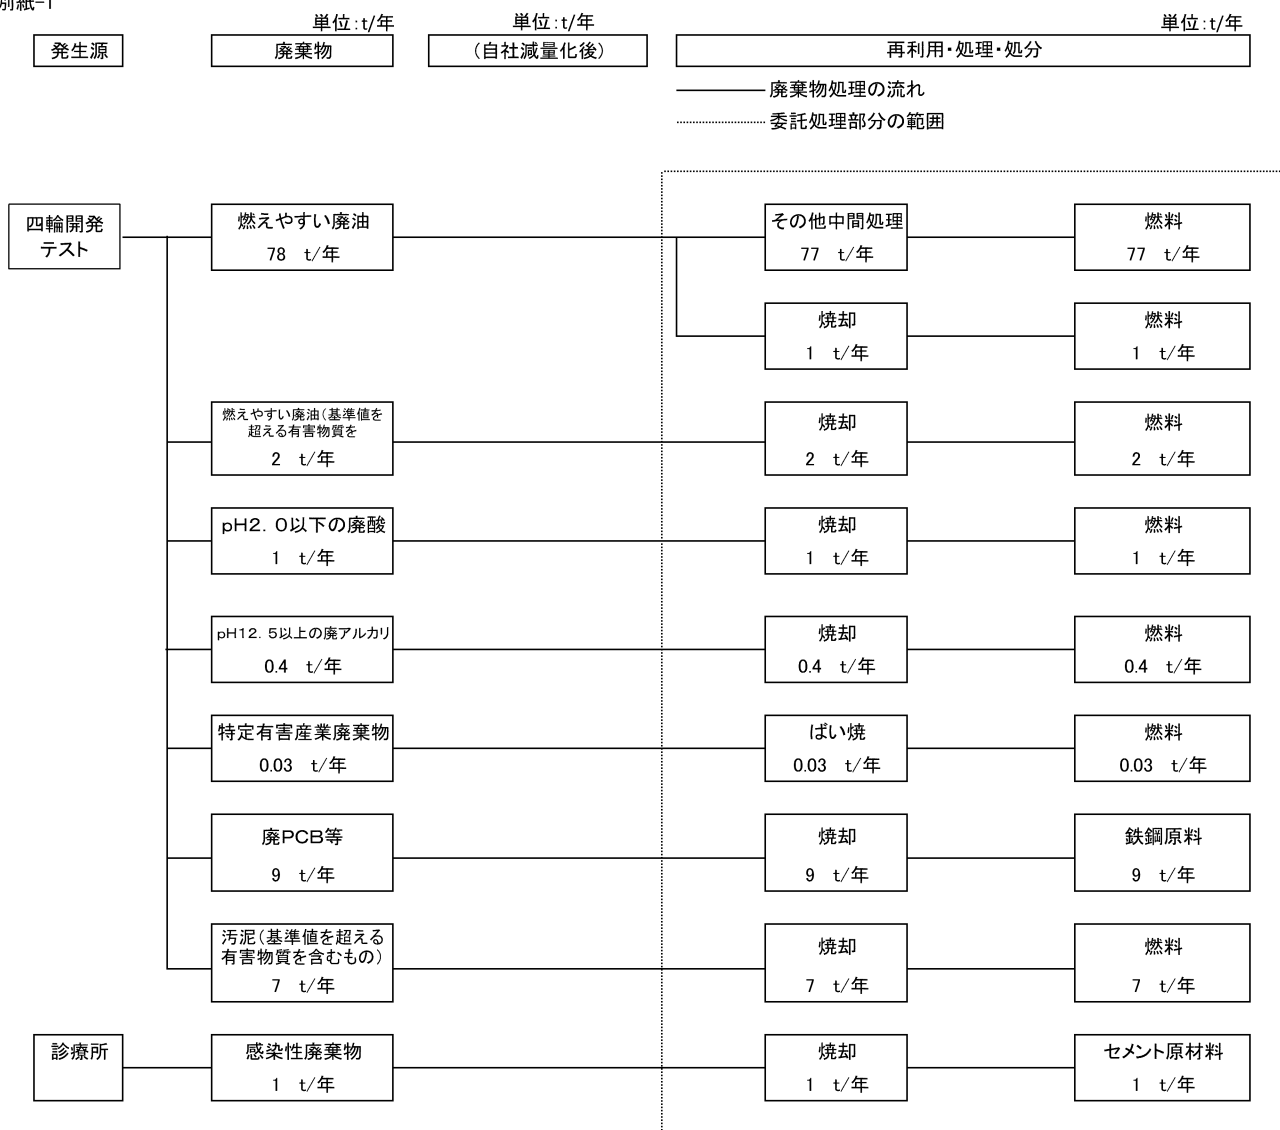 別紙-1
単位:t/年 単位:t/年 単位:t/年
発生源 廃棄物 (自社減量化後) 再利用・処理・処分
廃棄物処理の流れ
委託処理部分の範囲
四輪開発
テスト
燃えやすい廃油
78 t/年
その他中間処理
77 t/年
燃料
77 t/年
焼却
1 t/年
燃料
1 t/年
燃えやすい廃油(基準値を
超える有害物質を
2 t/年
焼却
2 t/年
燃料
2 t/年
pH2.0以下の廃酸
1 t/年
焼却
1 t/年
燃料
1 t/年
pH12.5以上の廃アルカリ
0.4 t/年
焼却
0.4 t/年
燃料
0.4 t/年
特定有害産業廃棄物
0.03 t/年
ばい焼
0.03 t/年
燃料
0.03 t/年
廃PCB等
9 t/年
焼却
9 t/年
鉄鋼原料
9 t/年
汚泥(基準値を超える
有害物質を含むもの)
7 t/年
焼却
7 t/年
燃料
7 t/年
診療所
感染性廃棄物
1 t/年
焼却
1 t/年
セメント原材料
1 t/年